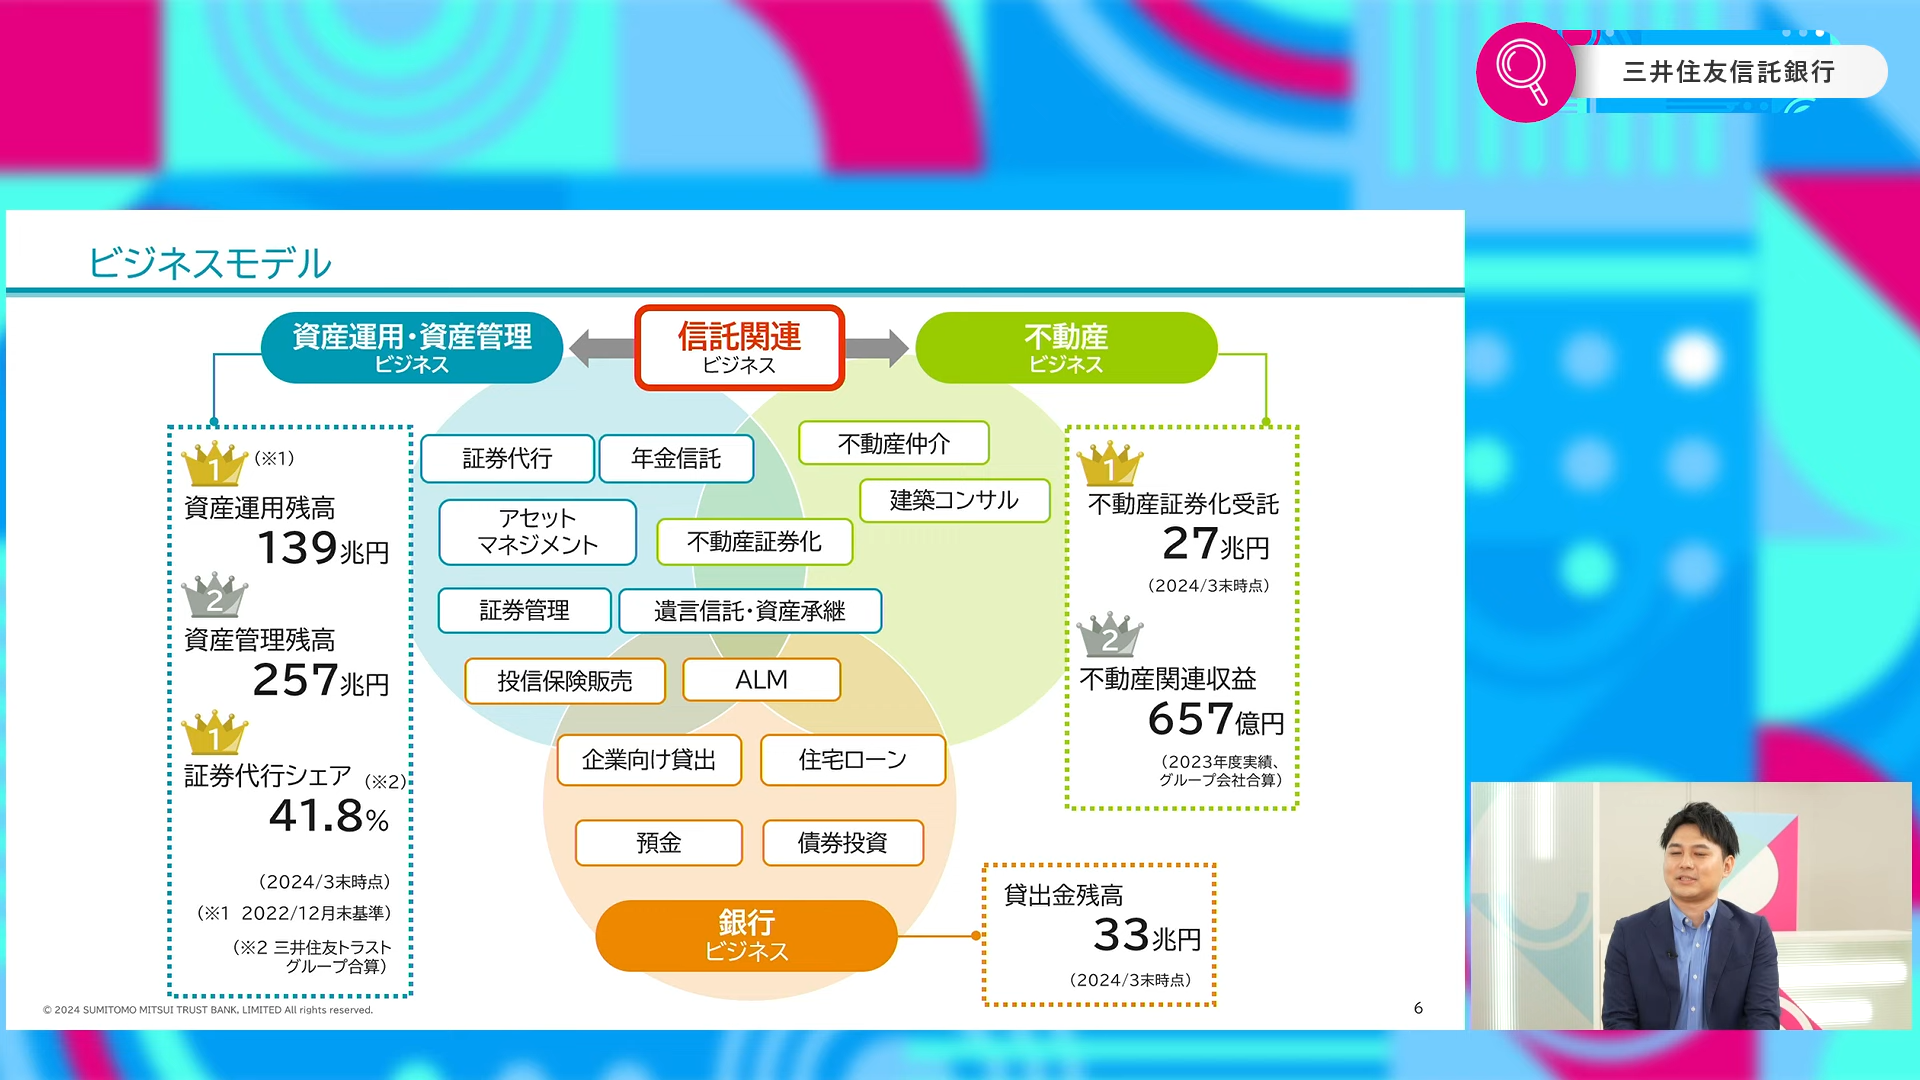 三井住友信託銀行
ビジネスモデル
資産運用・資産管理
ビジネス
信託関連
ビジネス
不動産
ビジネス
1
(※1)
資産運用残高
139兆円
2
資産管理残高
257兆円
1
証券代行シェア (※2)
41.8%
(2024/3末時点)
(※1 2022/12月末基準)
(※2 三井住友トラスト
グループ合算)
証券代行
年金信託
不動産仲介
建築コンサル
アセット
マネジメント
不動産証券化
証券管理
遺言信託・資産承継
投信保険販売
ALM
企業向け貸出
住宅ローン
預金
債券投資
銀行
ビジネス
1
不動産証券化受託
27兆円
(2024/3末時点)
2
不動産関連収益
657億円
(2023年度実績、
グループ会社合算)
貸出金残高
33兆円
(2024/3末時点)
© 2024 SUMITOMO MITSUI TRUST BANK, LIMITED All rights reserved.
6